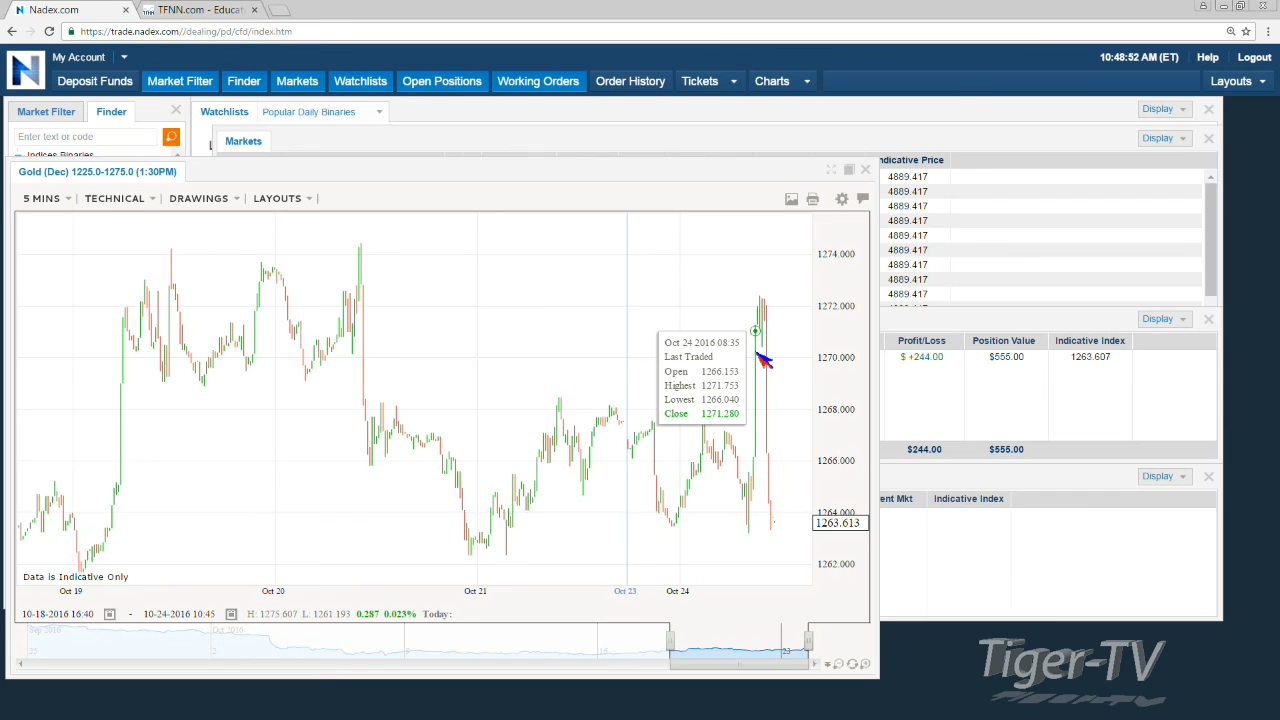 Nadex.com
TFNN.com - Educati
https://trade.nadex.com//dealing/pd/cfd/index.htm
N
My Account
10:48:52 AM (ET)
Help
Logout
Deposit Funds
Market Filter
Finder
Markets
Watchlists
Open Positions
Working Orders
Order History
Tickets
Charts
Layouts
Market Filter
Finder
Watchlists
Popular Daily Binaries
Display
Enter text or code
Markets
Display
Indices Binaries
Gold (Dec) 1225.0-1275.0 (1:30PM)
ndicative Price
4889.417
4889.417
4889.417
4889.417
4889.417
4889.417
4889.417
4889.417
4889.417
5 MINS
TECHNICAL
DRAWINGS
LAYOUTS
1274.000
1272.000
1270.000
1268.000
1266.000
1264.000
1263.613
1262.000
Oct 24 2016 08:35
Last Traded
Open 1266.153
Highest 1271.753
Lowest 1266.040
Close 1271.280
Display
Profit/Loss
Position Value
Indicative Index
$ +244.00
$555.00
1263.607
$244.00
$555.00
Display
ent Mkt
Indicative Index
Data is Indicative Only
Oct 19
Oct 20
Oct 21
Oct 23
Oct 24
10-18-2016 16:40 - 10-24-2016 10:45 H: 1275.607 L: 1261.193 0.287 0.023% Today:
Sep 2016
Oct 2016
25
2
9
16
23
Tiger-TV